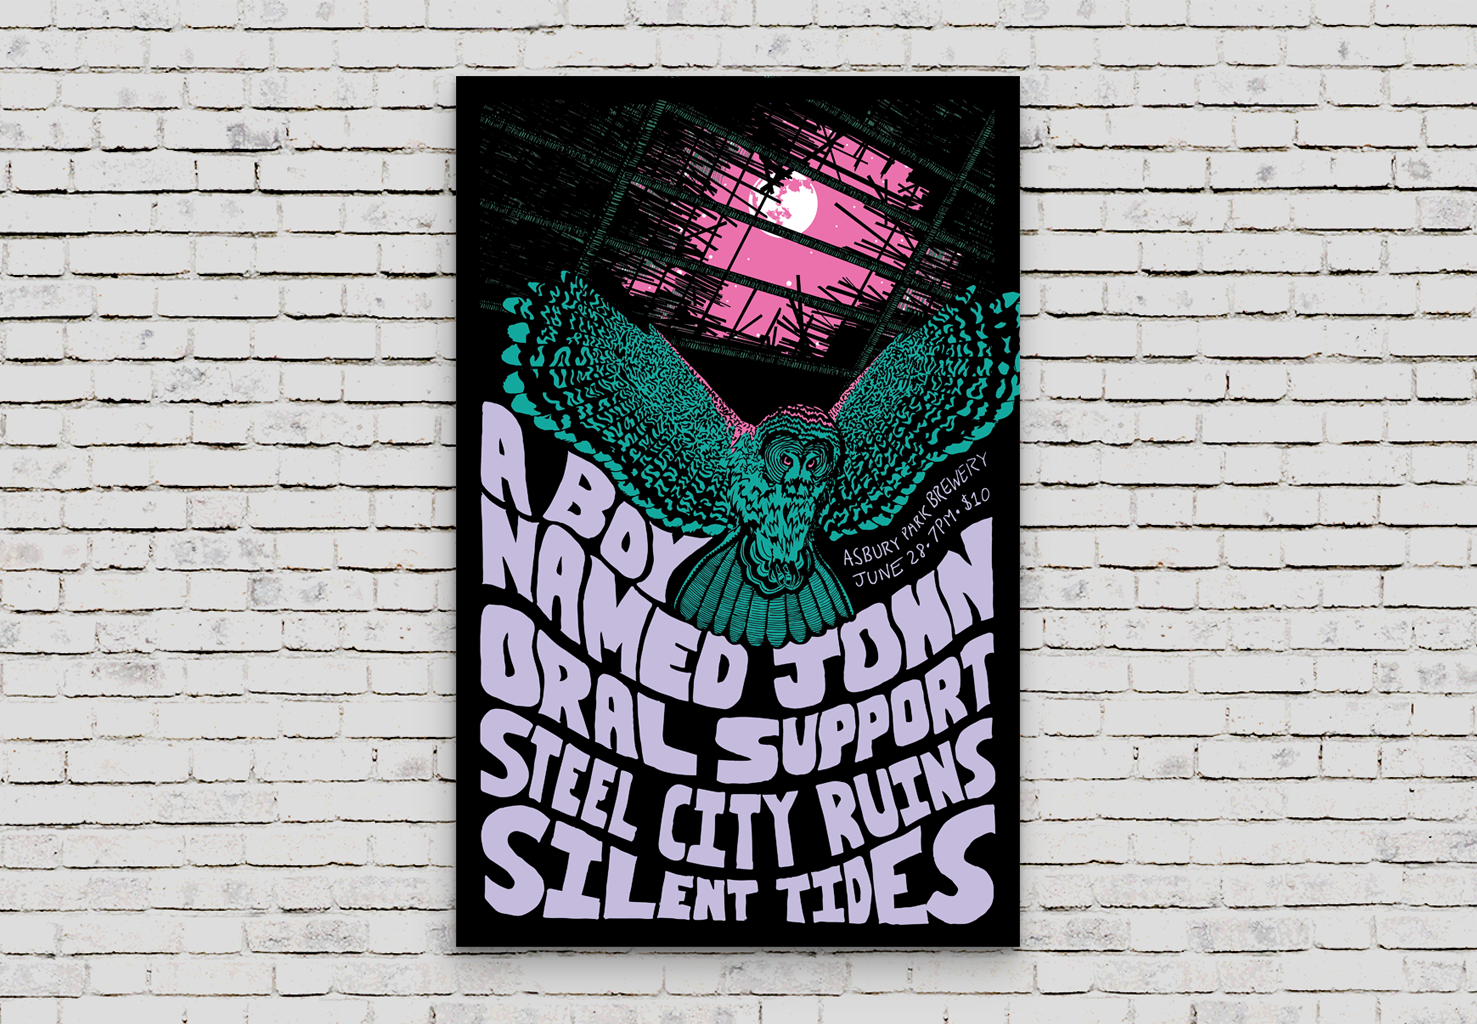 A BOY
NAMED JOHN
ORAL SUPPORT
STEEL CITY RUINS
SILENT TIDES
ASBURY PARK BREWERY
JUNE 28 • 7PM • $10